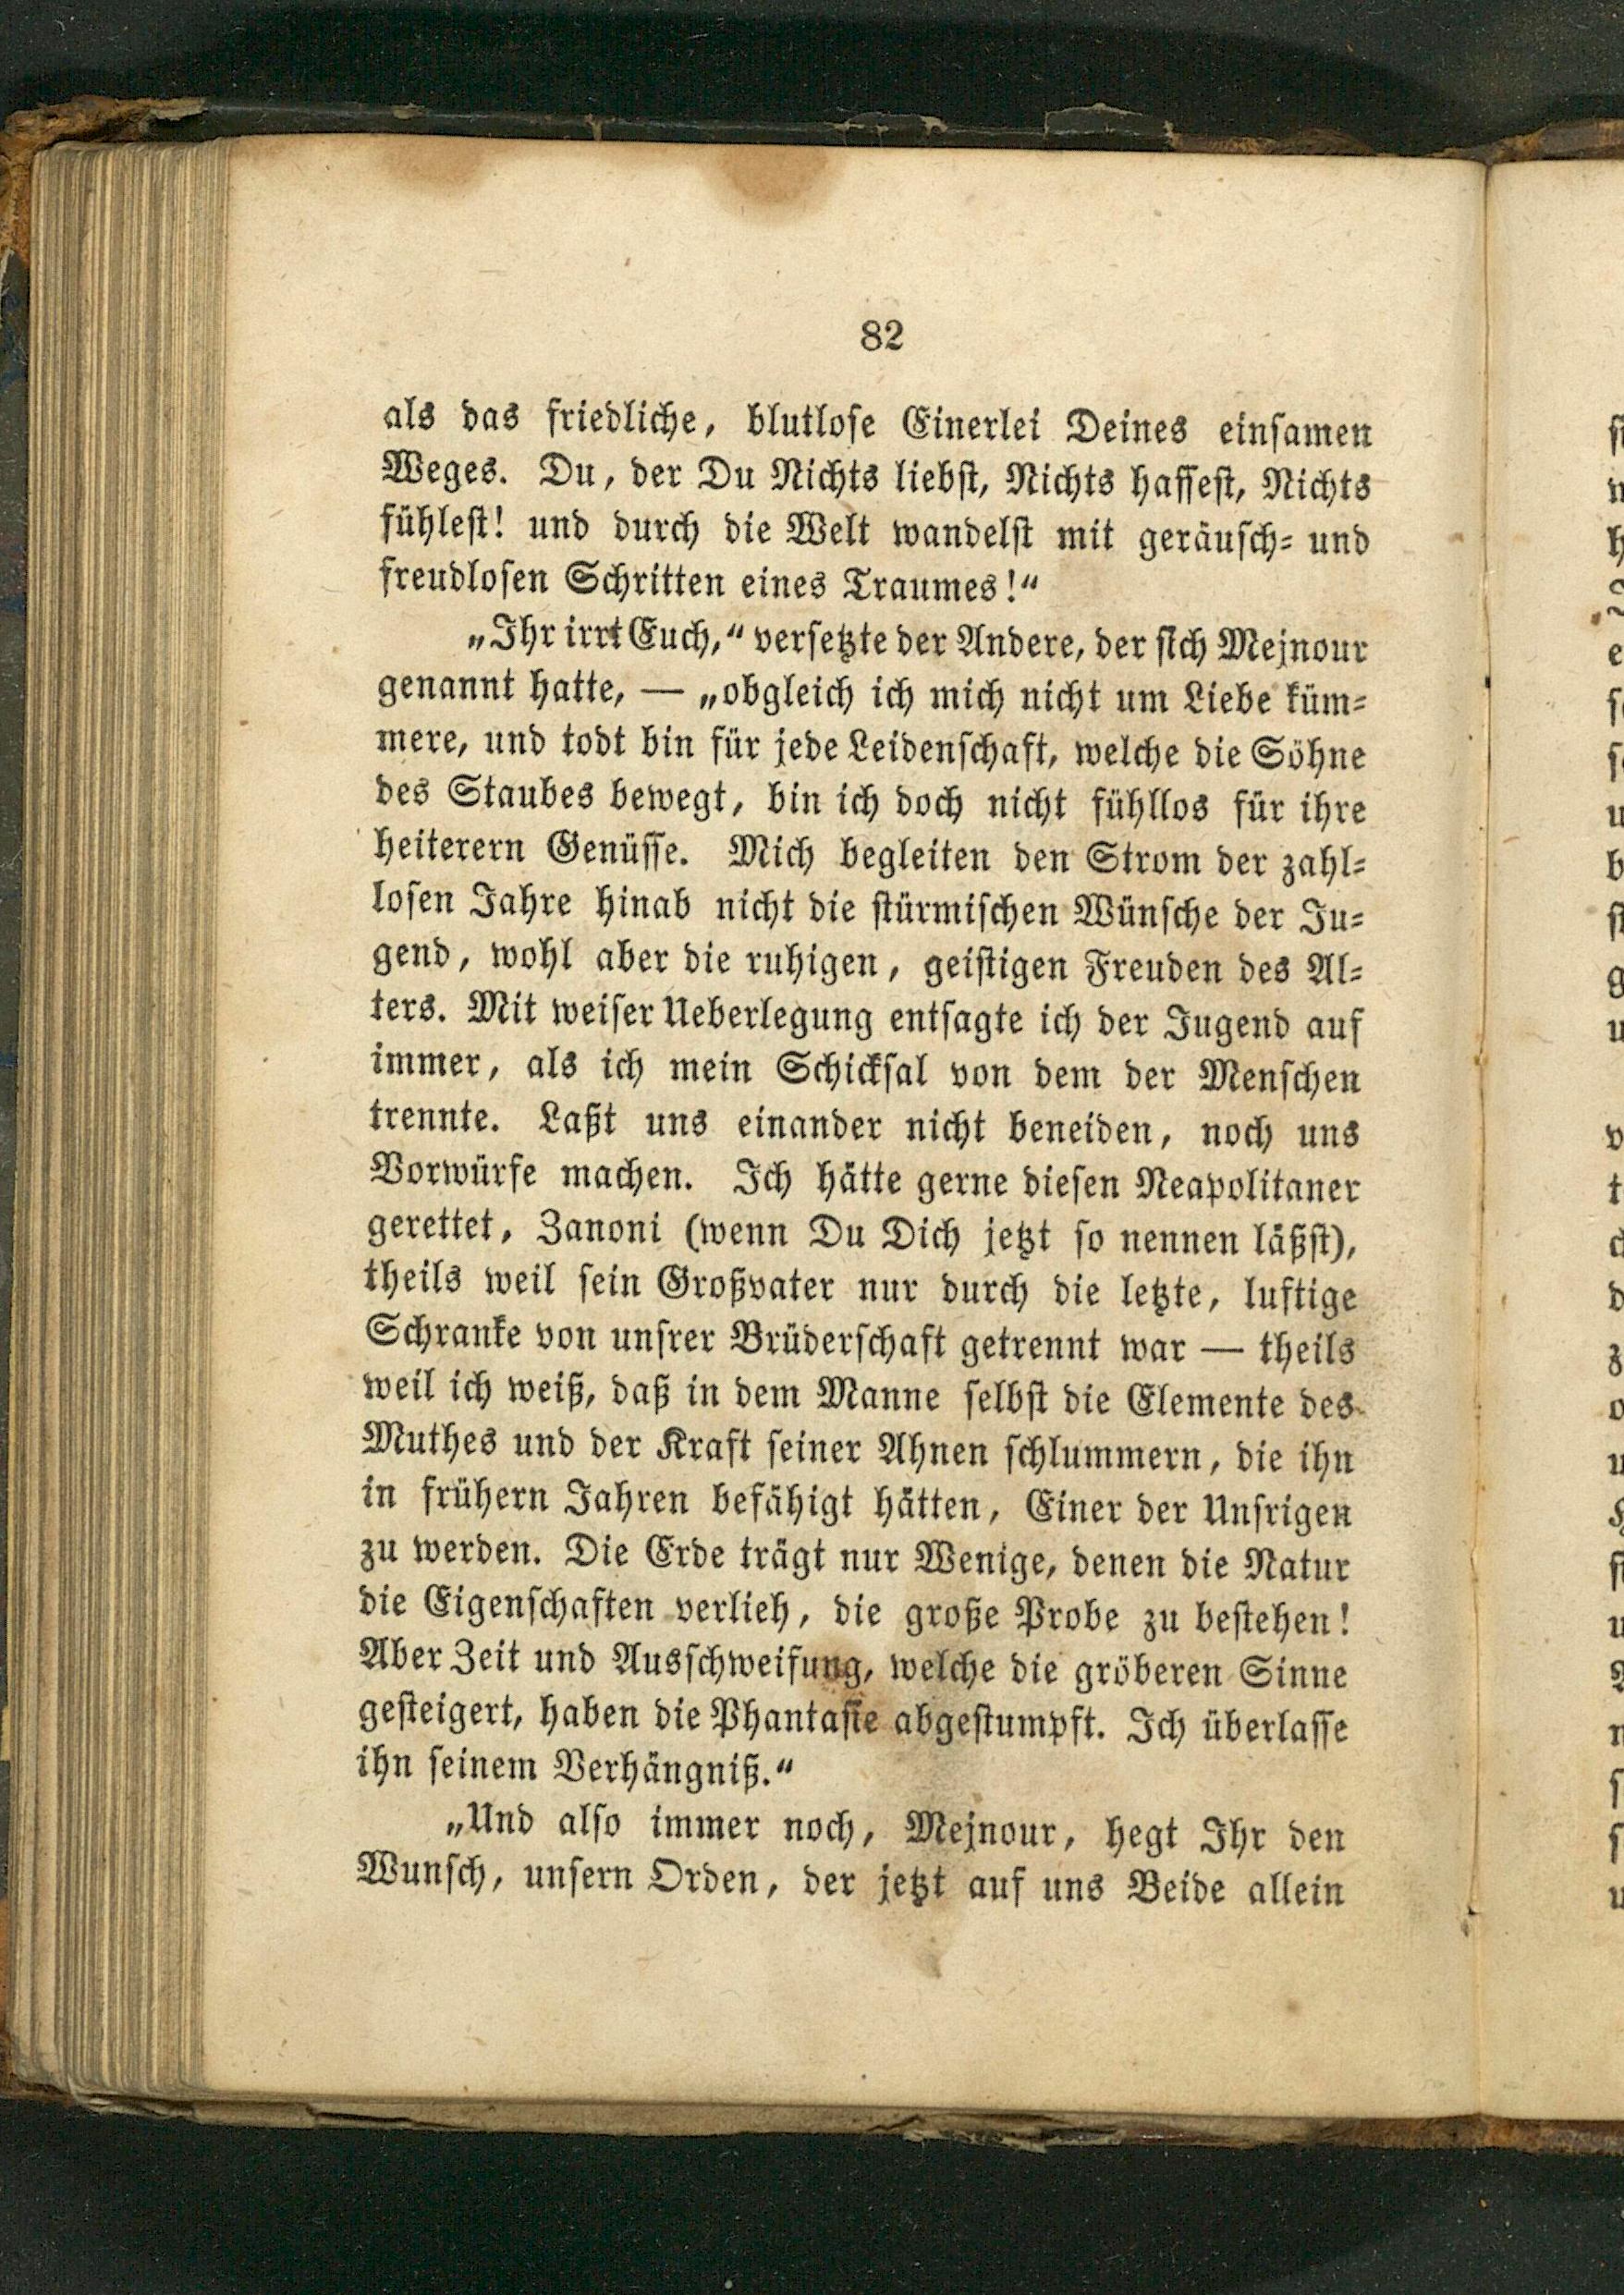 82
als das friedliche, blutlose Einerlei Deines einsamen
Weges. Du, der Du Nichts liebst, Nichts hassest, Nichts
fühlest! und durch die Welt wandelst mit geräusch- und
freudlosen Schritten eines Traumes!“
„Ihr irrt Euch,“ versetzte der Andere, der sich Mejnour
genannt hatte, — „obgleich ich mich nicht um Liebe küm-
mere, und todt bin für jede Leidenschaft, welche die Söhne
des Staubes bewegt, bin ich doch nicht fühllos für ihre
heiterern Genüsse. Mich begleiten den Strom der zahl-
losen Jahre hinab nicht die stürmischen Wünsche der Ju-
gend, wohl aber die ruhigen, geistigen Freuden des Al-
ters. Mit weiser Ueberlegung entsagte ich der Jugend auf
immer, als ich mein Schicksal von dem der Menschen
trennte. Laßt uns einander nicht beneiden, noch uns
Vorwürfe machen. Ich hätte gerne diesen Neapolitaner
gerettet, Zanoni (wenn Du Dich jetzt so nennen läßst),
theils weil sein Großvater nur durch die letzte, luftige
Schranke von unsrer Brüderschaft getrennt war — theils
weil ich weiß, daß in dem Manne selbst die Elemente des
Muthes und der Kraft seiner Ahnen schlummern, die ihn
in frühern Jahren befähigt hätten, Einer der Unsrigen
zu werden. Die Erde trägt nur Wenige, denen die Natur
die Eigenschaften verlieh, die große Probe zu bestehen!
Aber Zeit und Ausschweifung, welche die gröberen Sinne
gesteigert, haben die Phantasie abgestumpft. Ich überlasse
ihn seinem Verhängniß.“
„Und also immer noch, Mejnour, hegt Ihr den
Wunsch, unsern Orden, der jetzt auf uns Beide allein